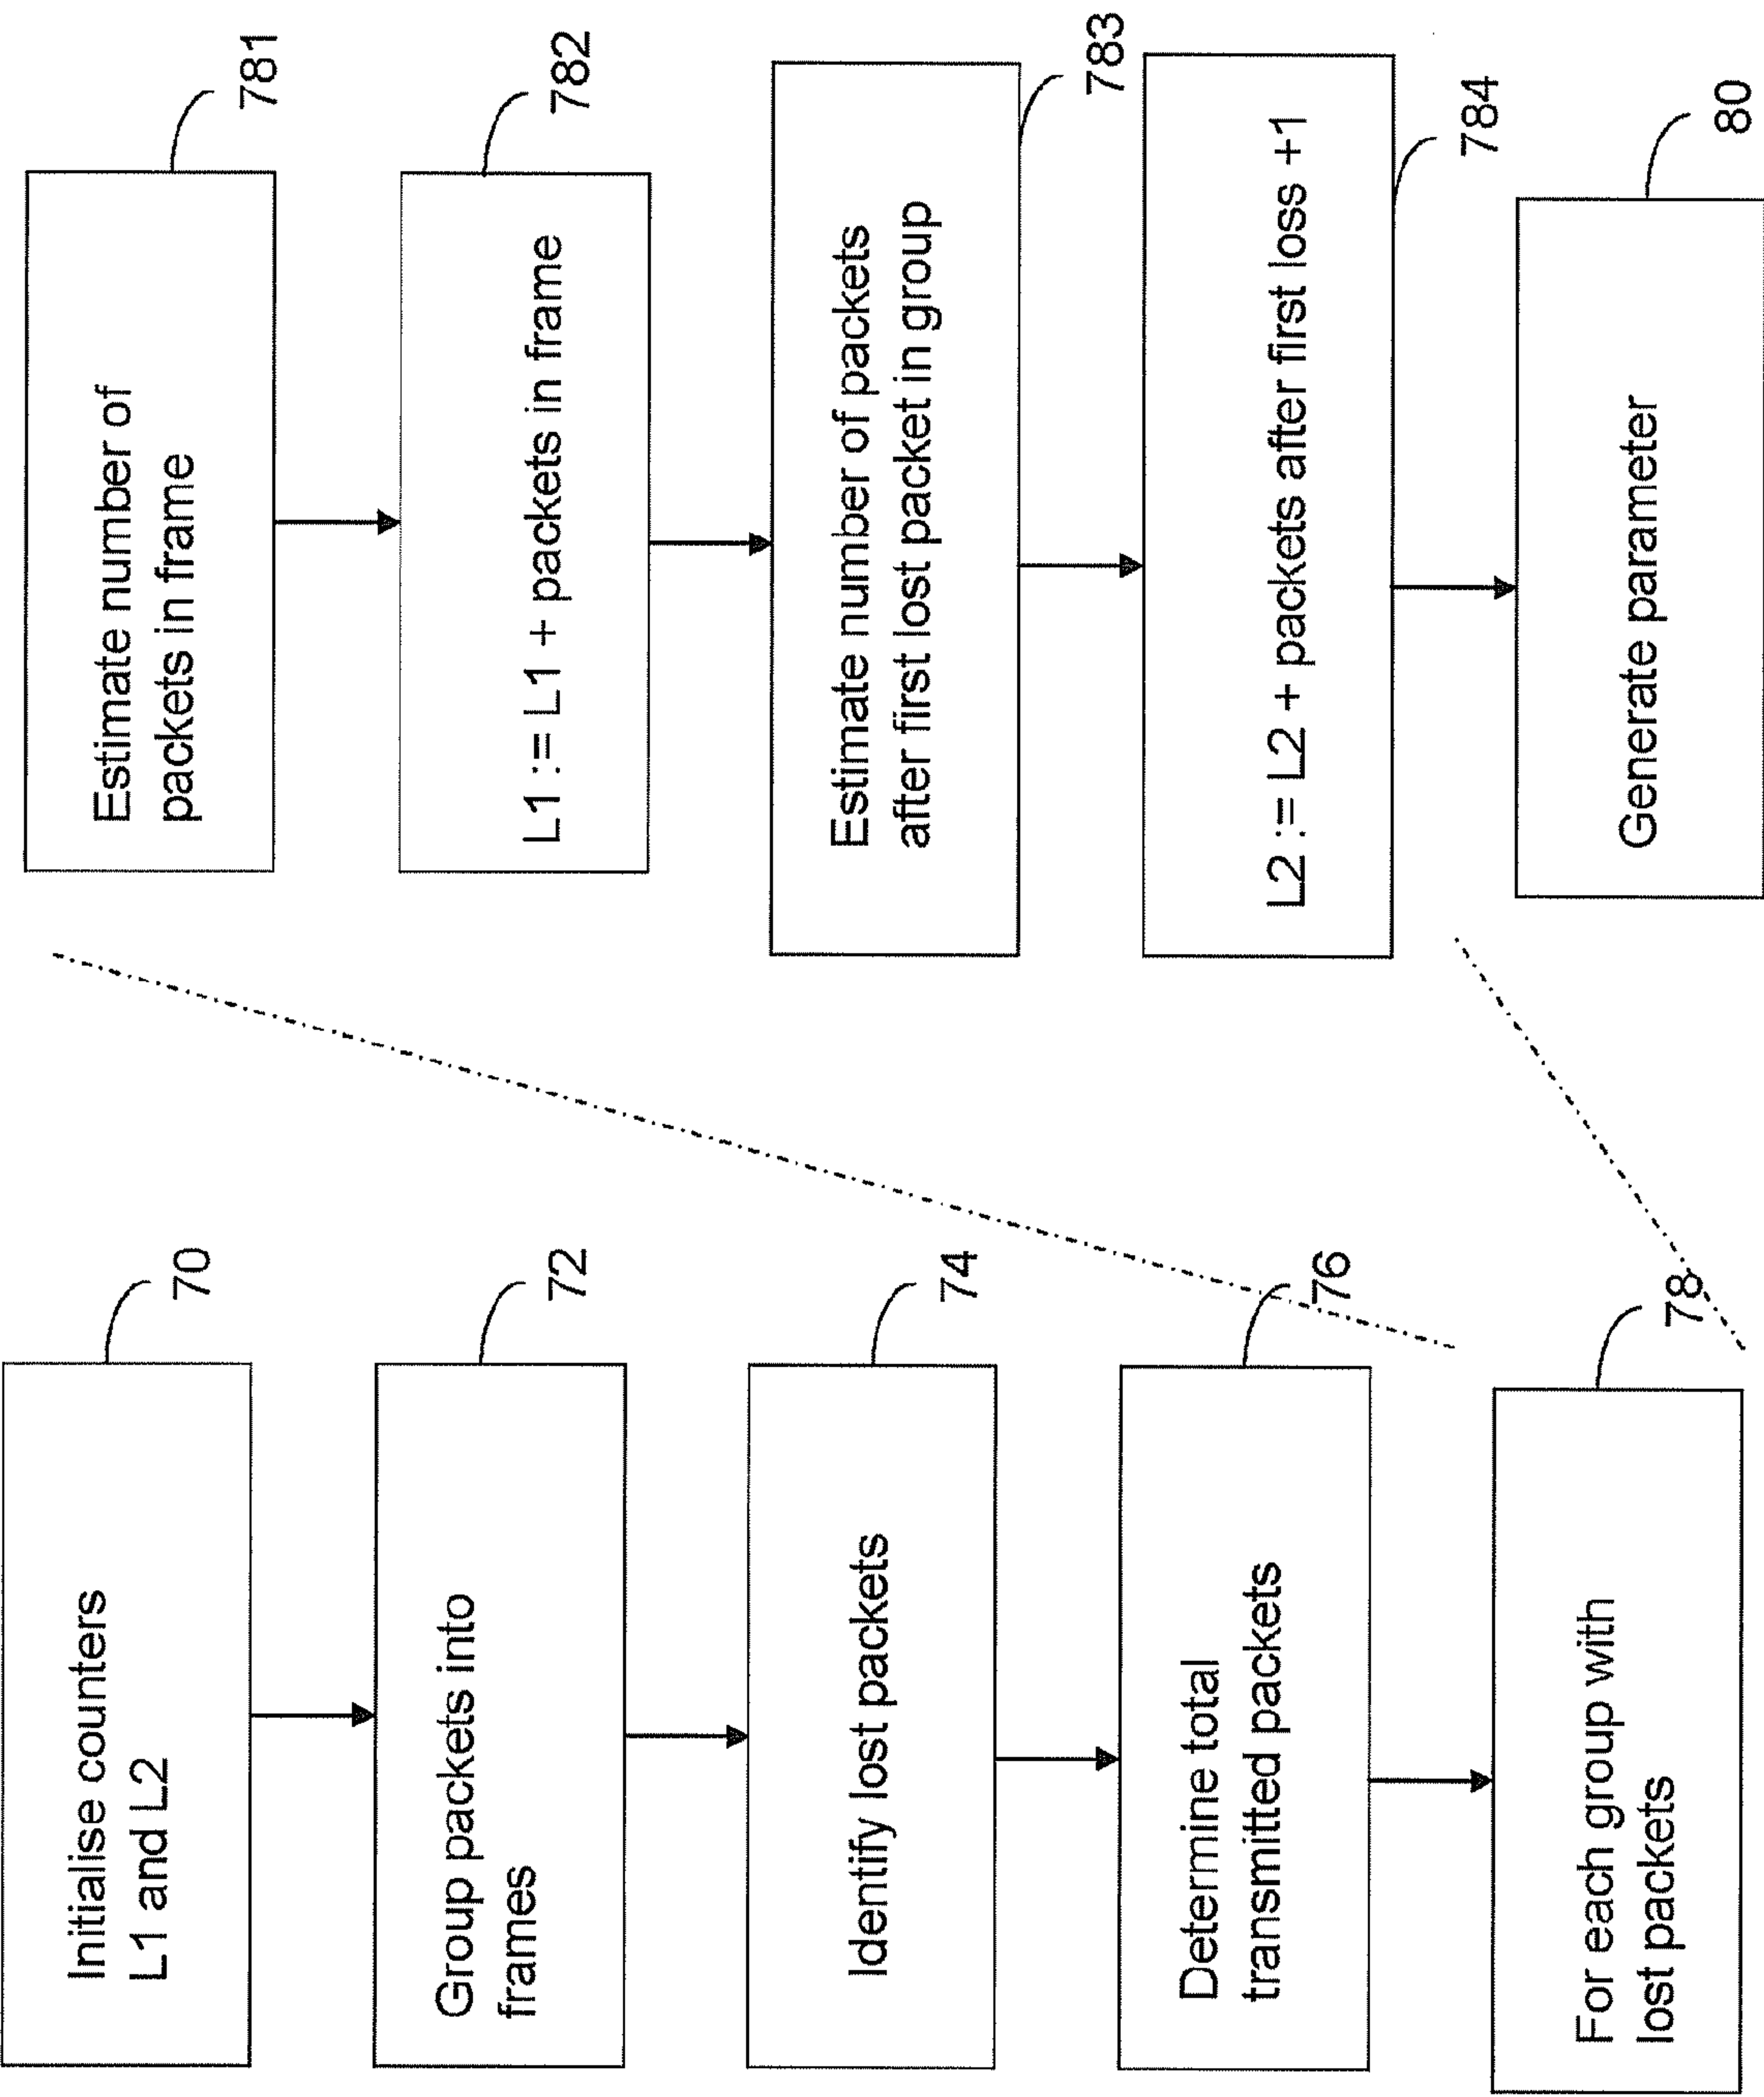 Initialise counters
L1 and L2
70
Group packets into
frames
72
Identify lost packets
74
Determine total
transmitted packets
76
For each group with
lost packets
78
Estimate number of
packets in frame
781
L1 := L1 + packets in frame
782
Estimate number of packets
after first lost packet in group
783
L2 := L2 + packets after first loss +1
784
Generate parameter
80